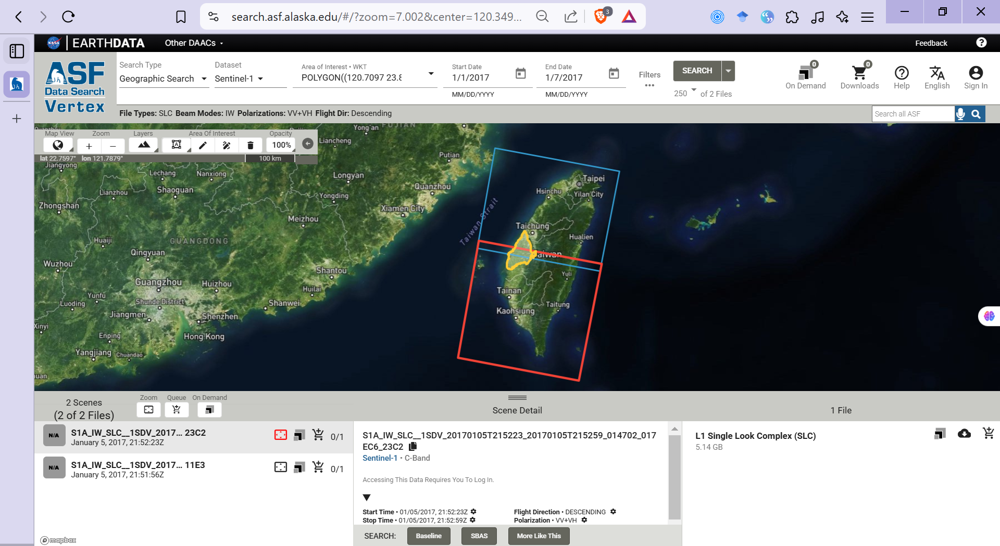 search.asf.alaska.edu/#/?zoom=7.002&center=120.349...
3
NASA
EARTHDATA
Other DAACs
Feedback
?
ASF
Data Search
Vertex
Search Type
Geographic Search
Dataset
Sentinel-1
Area of Interest • WKT
POLYGON((120.7097 23.8
Start Date
1/1/2017
MM/DD/YYYY
End Date
1/7/2017
MM/DD/YYYY
Filters
SEARCH
250 of 2 Files
0
On Demand
0
Downloads
Help
English
Sign In
File Types: SLC Beam Modes: IW Polarizations: VV+VH Flight Dir: Descending
Search all ASF
Map View
Zoom
Layers
Area Of Interest
Opacity
+
−
A
100%
lat 22.7597° lon 121.7879°
100 km
Yong'an
FUJIAN
Liancheng
Putian
Jiangyong
Lechang
Nanxiong
Longyan
Quanzhou
Lianzhou
Shaoguan
Yongding
Zhongshan
Xiamen City
Meizhou
Taiwan Strait
Taipei
Hsinchu
Yilan City
Taichung
Hualien
Taiwan
Yuli
Tainan
Taitung
Kaohsiung
Huaiji
GUANGDONG
Qingyuan
Wuzhou
Guangzhou
Huizhou
Shantou
Huilai
Yunfu
Luoding
Shunde District
Shanwei
Jiangmen
Shenzhen
Xinyi
Enping
Hong Kong
Yangjiang
Chuandao
2 Scenes
(2 of 2 Files)
Zoom
Queue
On Demand
Scene Detail
1 File
N/A
S1A_IW_SLC__1SDV_2017... 23C2
January 5, 2017, 21:52:23Z
0/1
N/A
S1A_IW_SLC__1SDV_2017... 11E3
January 5, 2017, 21:51:56Z
0/1
S1A_IW_SLC__1SDV_20170105T215223_20170105T215259_014702_017
EC6_23C2
Sentinel-1 • C-Band
Accessing This Data Requires You To Log In.
Start Time • 01/05/2017, 21:52:23Z
Stop Time • 01/05/2017, 21:52:59Z
Flight Direction • DESCENDING
Polarization • VV+VH
SEARCH:
Baseline
SBAS
More Like This
L1 Single Look Complex (SLC)
5.14 GB
mapbox